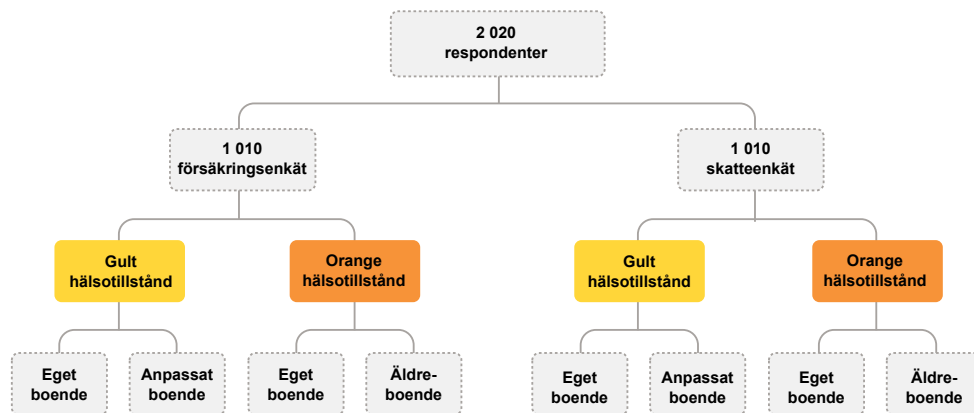 2 020
respondenter
1 010
försäkringsenkät
1 010
skatteenkät
Gult
hälsotillstånd
Orange
hälsotillstånd
Gult
hälsotillstånd
Orange
hälsotillstånd
Eget
boende
Anpassat
boende
Eget
boende
Äldre-
boende
Eget
boende
Anpassat
boende
Eget
boende
Äldre-
boende